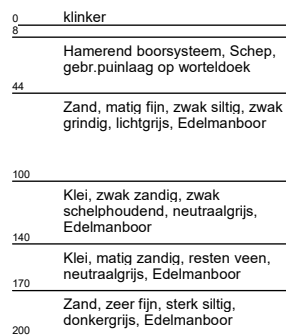 0 klinker
8
Hamerend boorsysteem, Schep,
gebr.puinlaag op worteldoek
44
Zand, matig fijn, zwak siltig, zwak
grindig, lichtgrijs, Edelmanboor
100
Klei, zwak zandig, zwak
schelphoudend, neutraalgrijs,
Edelmanboor
140
Klei, matig zandig, resten veen,
neutraalgrijs, Edelmanboor
170
Zand, zeer fijn, sterk siltig,
donkergrijs, Edelmanboor
200